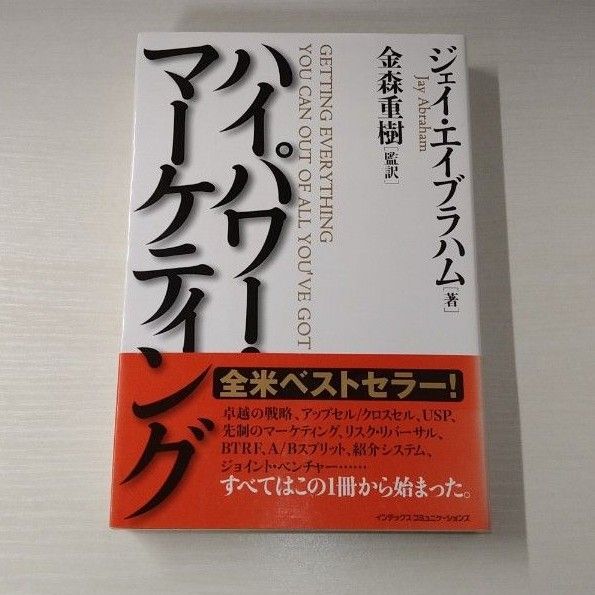 ジェイ・エイブラハム[著]
Jay Abraham
金森重樹[監訳]
GETTING EVERYTHING
YOU CAN OUT OF ALL YOU'VE GOT
ハイパワー・
マーケティング
全米ベストセラー!
卓越の戦略、アップセル/クロスセル、USP、
先制のマーケティング、リスク・リバーサル、
BTRF、A/Bスプリット、紹介システム、
ジョイント・ベンチャー……
すべてはこの1冊から始まった。
インデックス・コミュニケーションズ